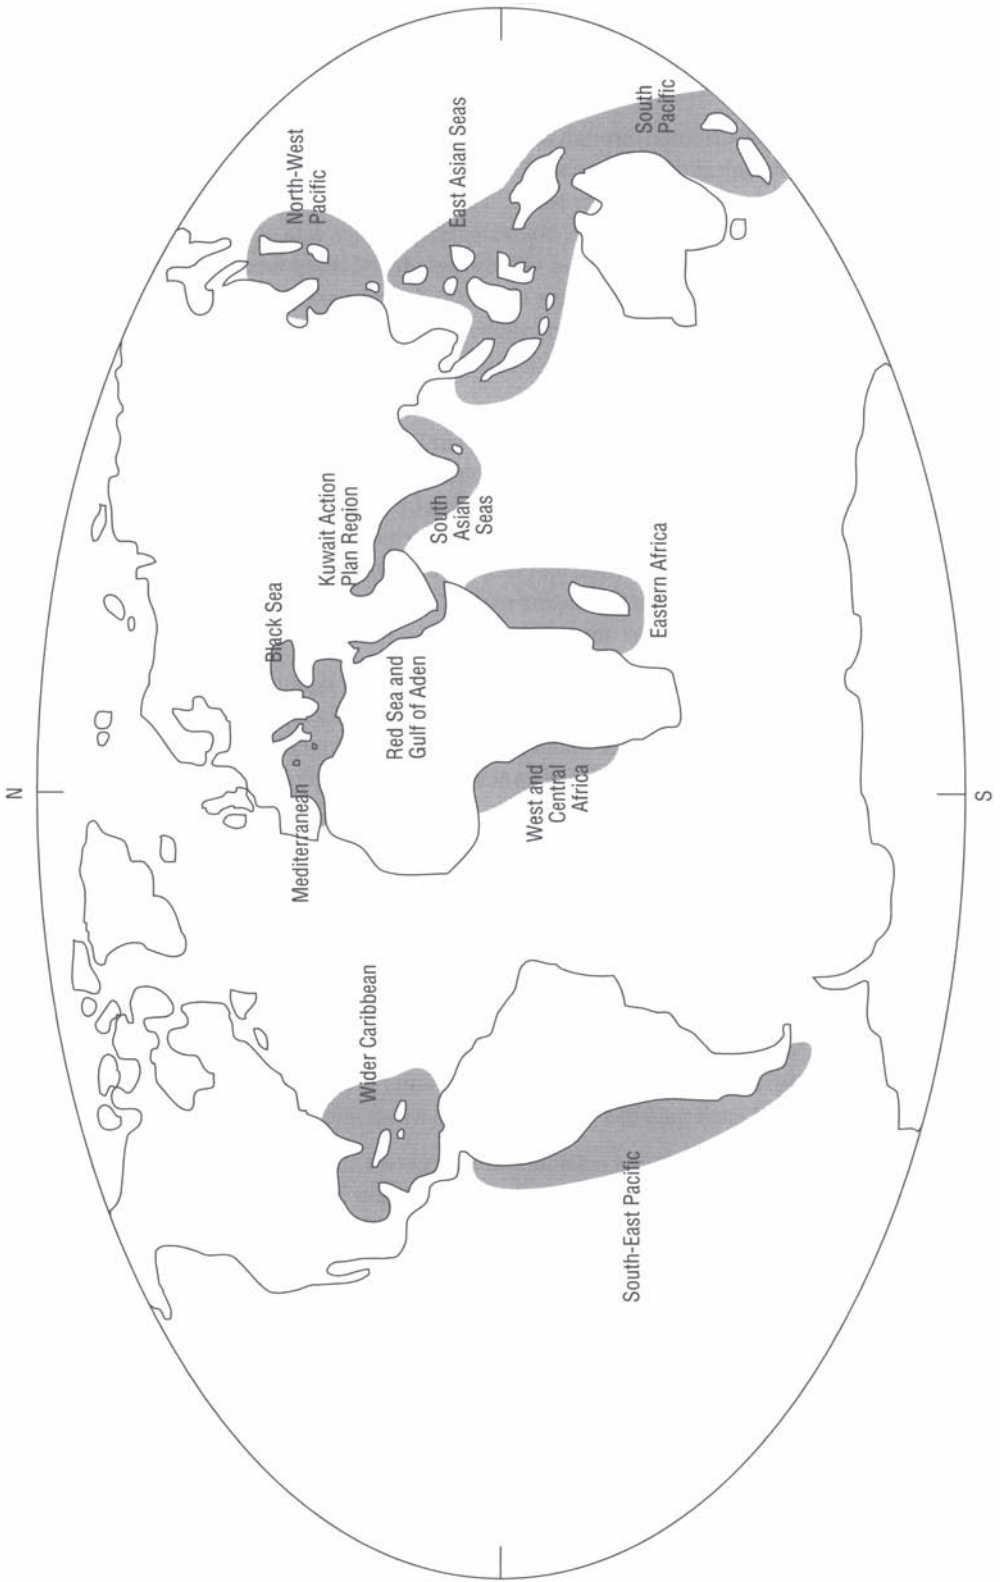 N
North-West
Pacific
East Asian Seas
South
Pacific
Kuwait Action
Plan Region
South
Asian
Seas
Black Sea
Eastern Africa
Red Sea and
Gulf of Aden
Mediterranean
West and
Central
Africa
Wider Caribbean
South-East Pacific
S